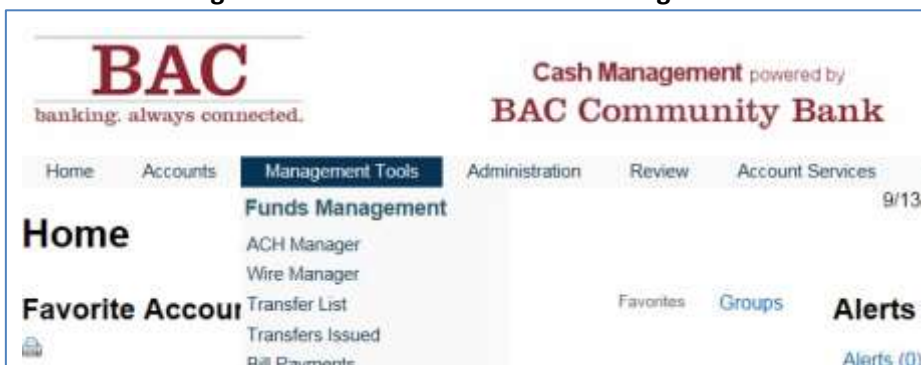 BAC
banking. always connected.
Cash Management powered by
BAC Community Bank
Home Accounts Management Tools Administration Review Account Services
9/13
Funds Management
Home
ACH Manager
Wire Manager
Favorite Accour Transfer List Favorites Groups Alerts
Transfers Issued
Bill Payments Alerts (0)